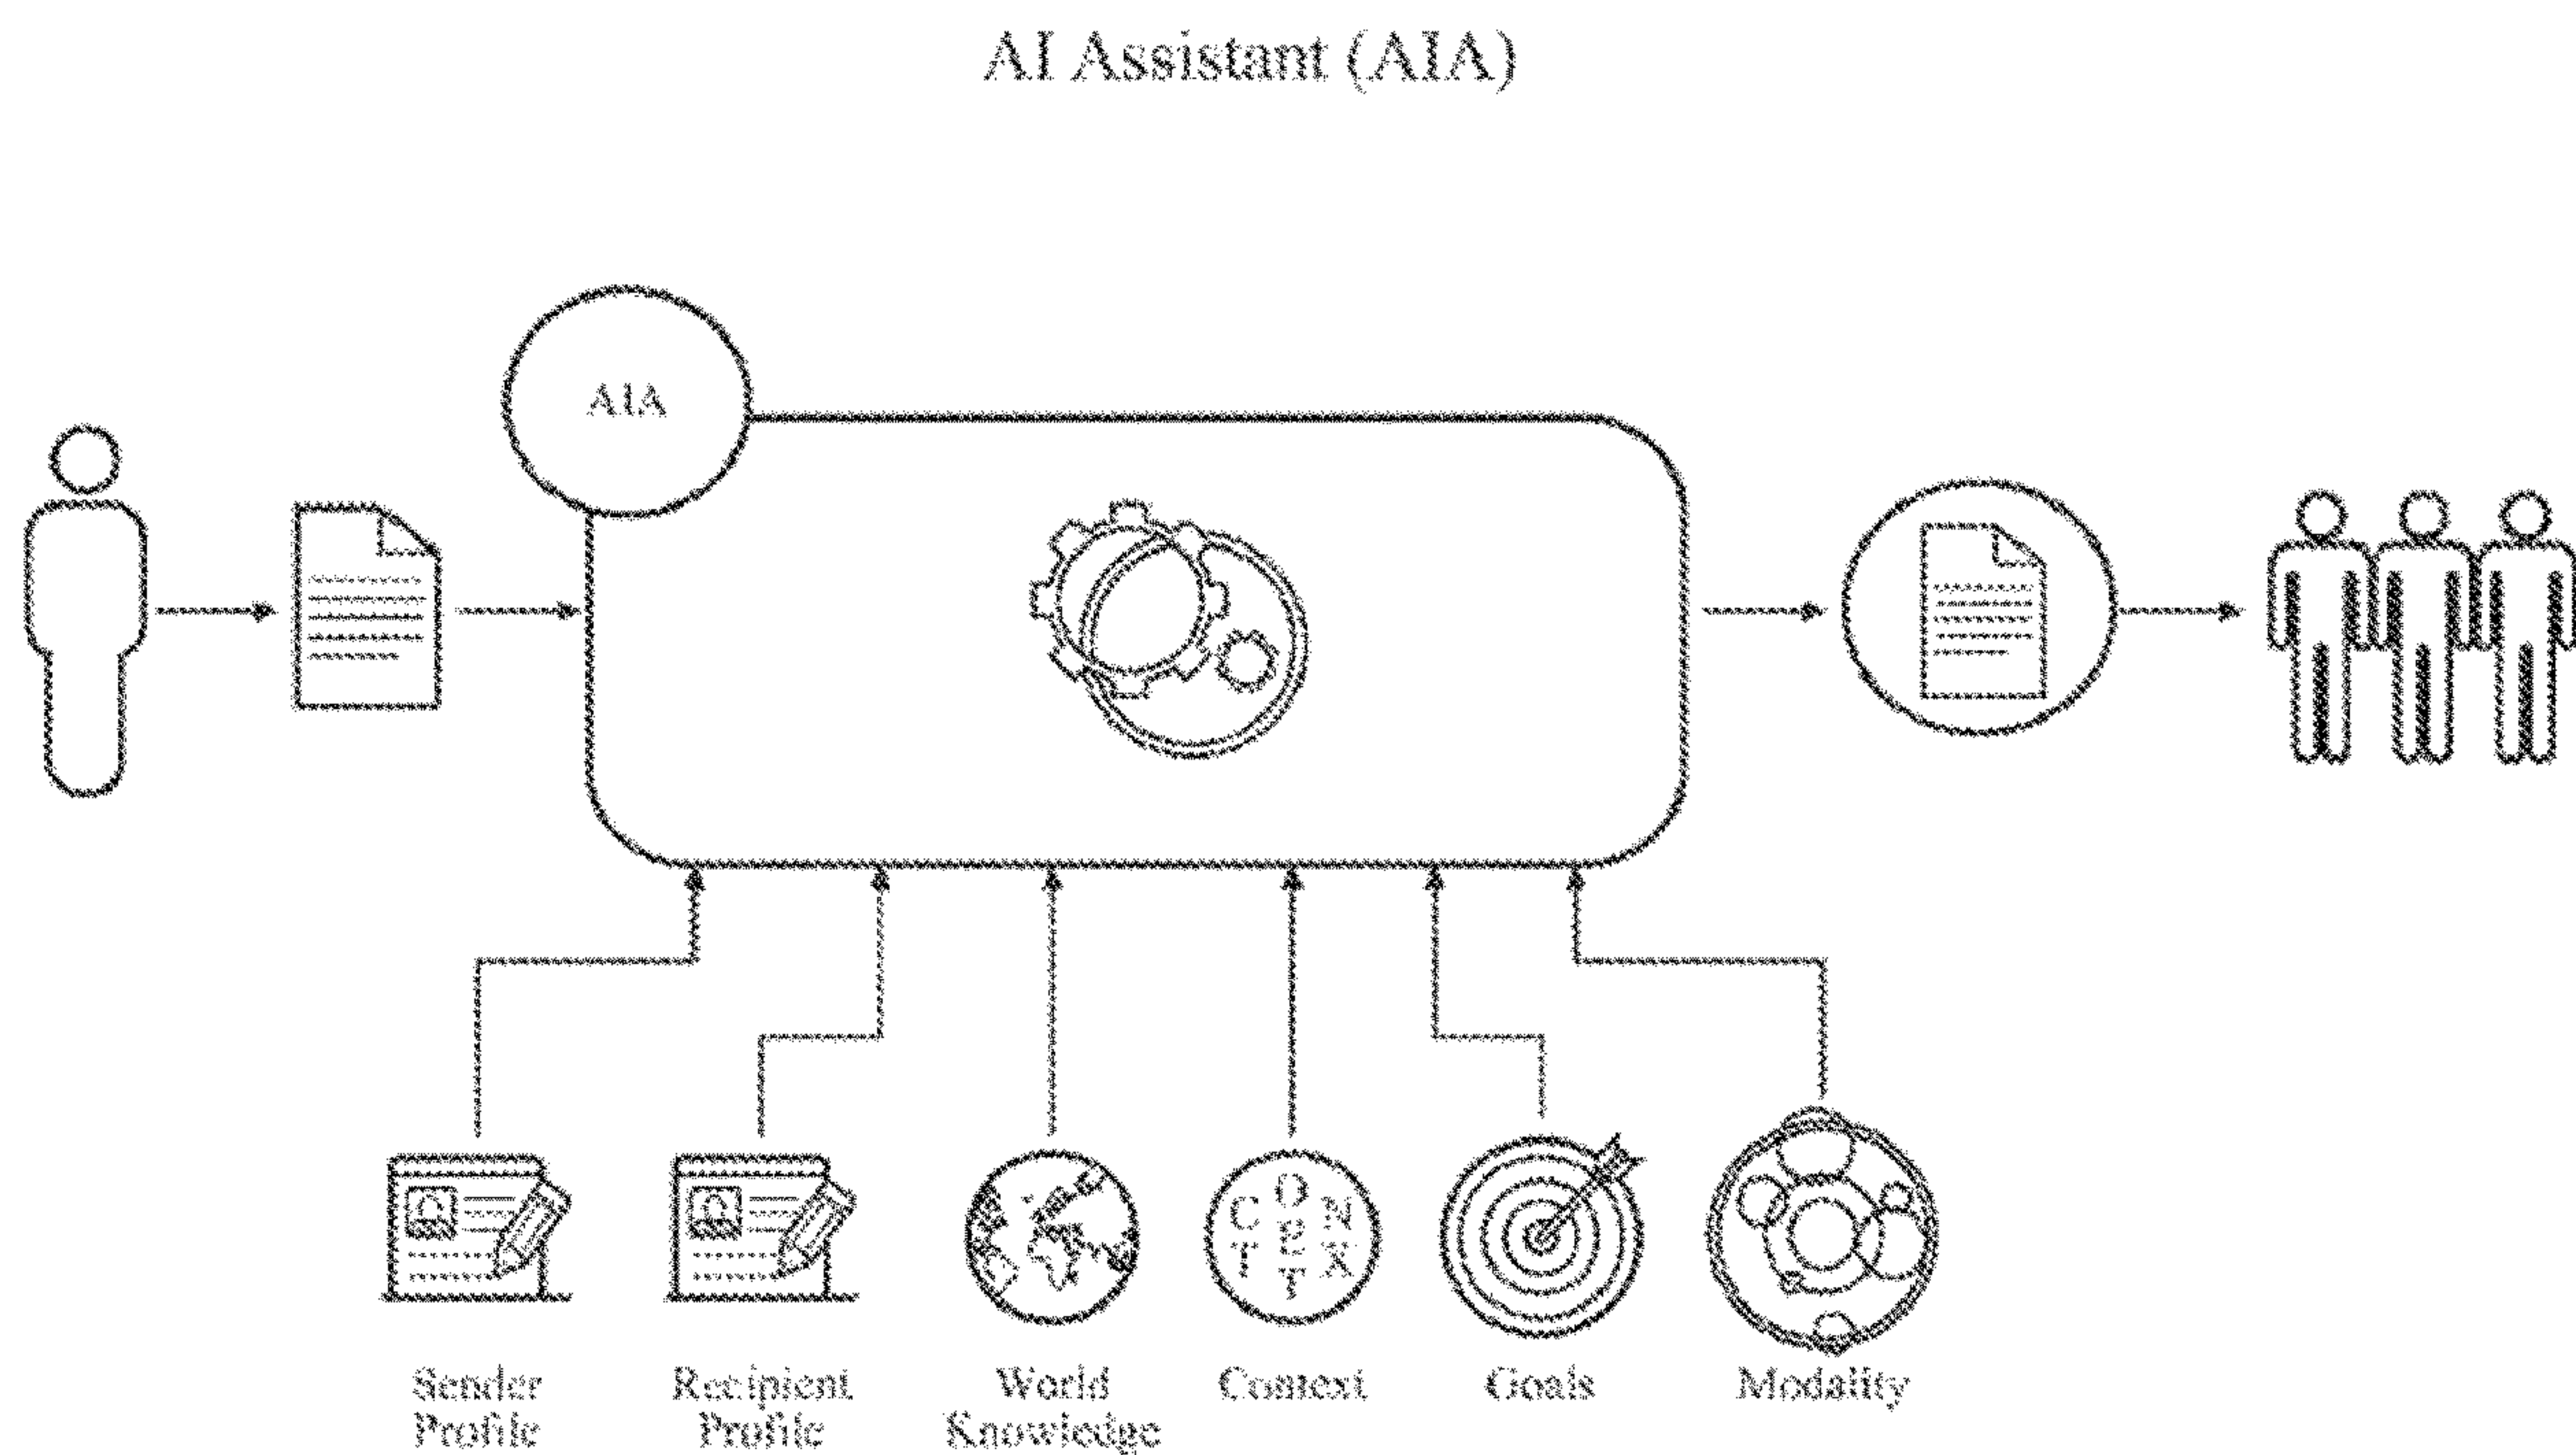 AI Assistant (AIA)
AIA
C O N
T E X
T
Sender
Profile
Recipient
Profile
World
Knowledge
Context
Goals
Modality